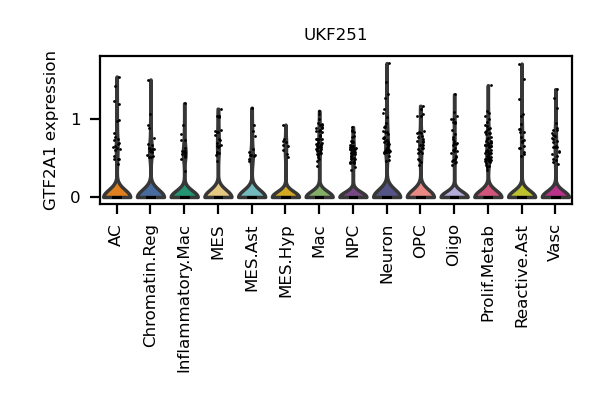 UKF251
GTF2A1 expression
1
0
AC
Chromatin.Reg
Inflammatory.Mac
MES
MES.Ast
MES.Hyp
Mac
NPC
Neuron
OPC
Oligo
Prolif.Metab
Reactive.Ast
Vasc